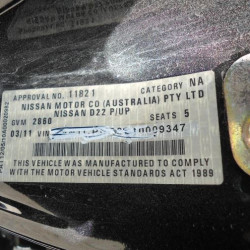 APPROVAL NO. 11821 CATEGORY NA
NISSAN MOTOR CO (AUSTRALIA) PTY LTD
NISSAN D22 P/UP
GVM 2860 SEATS 5
03/11 VIN
THIS VEHICLE WAS MANUFACTURED TO COMPLY
WITH THE MOTOR VEHICLE STANDARDS ACT 1989